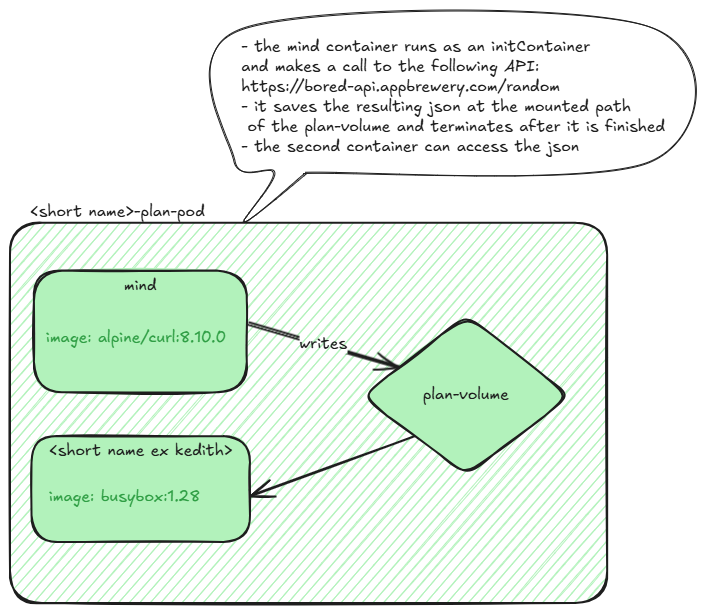 - the mind container runs as an initContainer
and makes a call to the following API:
https://bored-api.appbrewery.com/random
- it saves the resulting json at the mounted path
of the plan-volume and terminates after it is finished
- the second container can access the json
<short name>-plan-pod
mind
image: alpine/curl:8.10.0
writes
plan-volume
<short name ex kedith>
image: busybox:1.28